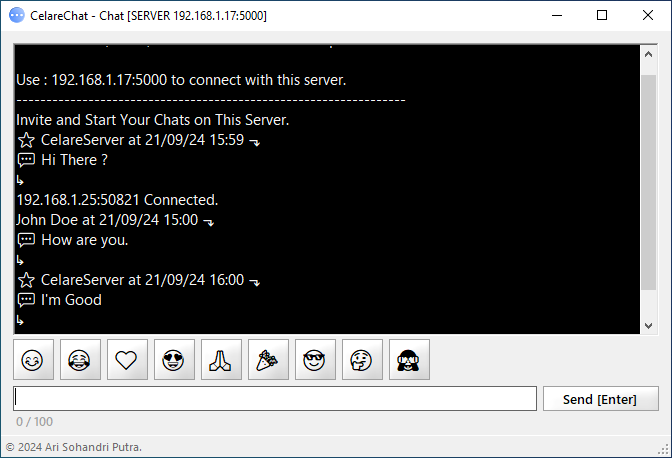 CelareChat - Chat [SERVER 192.168.1.17:5000]
Use : 192.168.1.17:5000 to connect with this server.
-----------------------------------------------------------------
Invite and Start Your Chats on This Server.
CelareServer at 21/09/24 15:59
Hi There ?
192.168.1.25:50821 Connected.
John Doe at 21/09/24 15:00
How are you.
CelareServer at 21/09/24 16:00
I'm Good
Send [Enter]
0 / 100
© 2024 Ari Sohandri Putra.